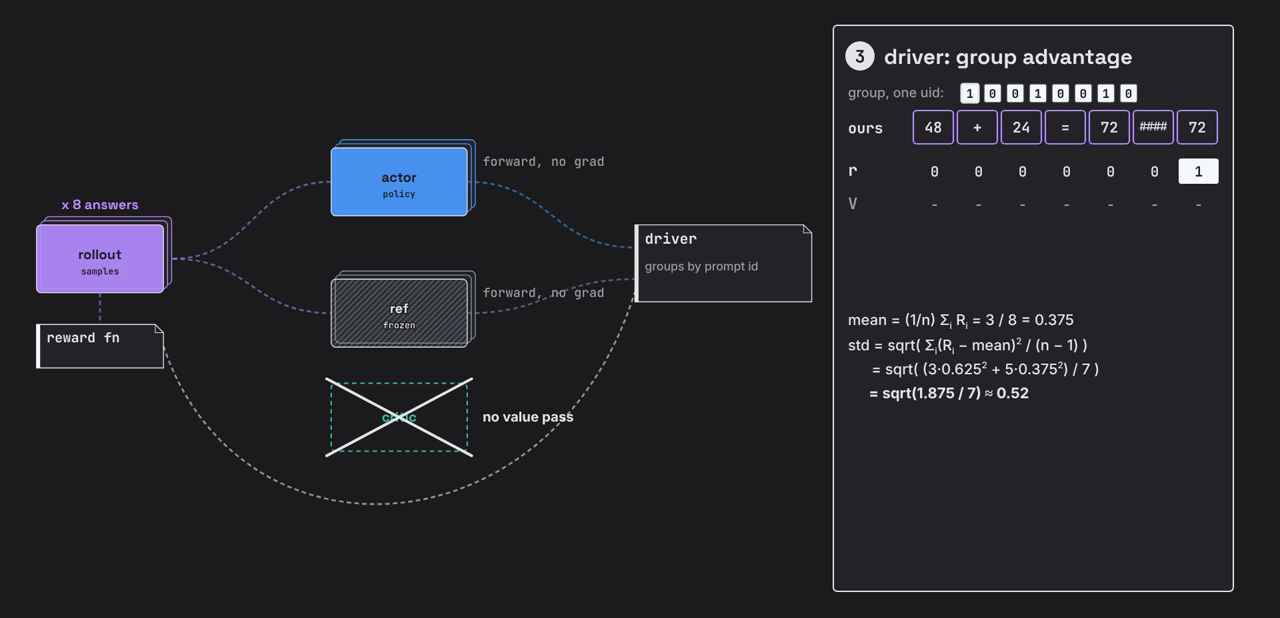 x 8 answers
rollout
samples
reward fn
actor
policy
forward, no grad
ref
frozen
forward, no grad
critic
no value pass
driver
groups by prompt id
3 driver: group advantage
group, one uid: 1 0 0 1 0 0 1 0
ours 48 + 24 = 72 #### 72
r 0 0 0 0 0 0 1
V - - - - - - -
mean = (1/n) Σᵢ Rᵢ = 3 / 8 = 0.375
std = sqrt( Σᵢ(Rᵢ − mean)² / (n − 1) )
= sqrt( (3·0.625² + 5·0.375²) / 7 )
= sqrt(1.875 / 7) ≈ 0.52